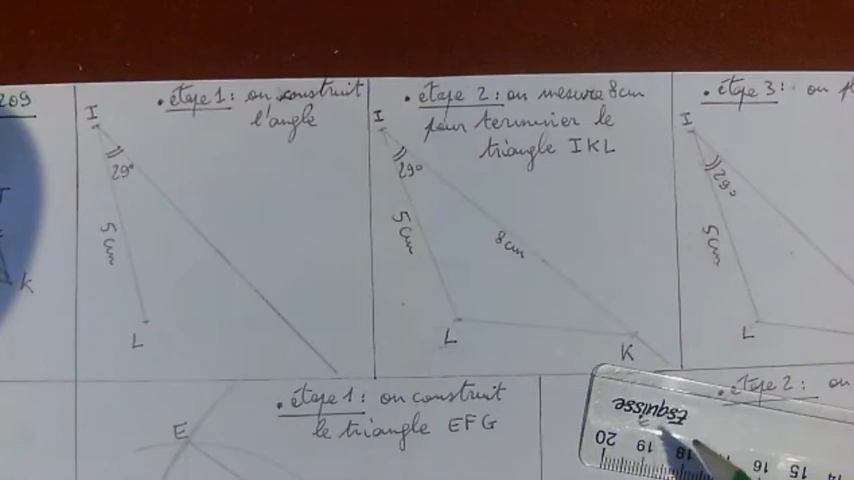 209
K
• étape 1 : on construit
l'angle
I
29°
5 cm
L
• étape 2 : on mesure 8 cm
pour terminer le
triangle IKL
I
29°
5 cm
8 cm
L
K
• étape 3 : on
I
29°
5 cm
L
• étape 1 : on construit
le triangle EFG
E
• étape 2 : on
Esquisse
20 19 18 16 15 14